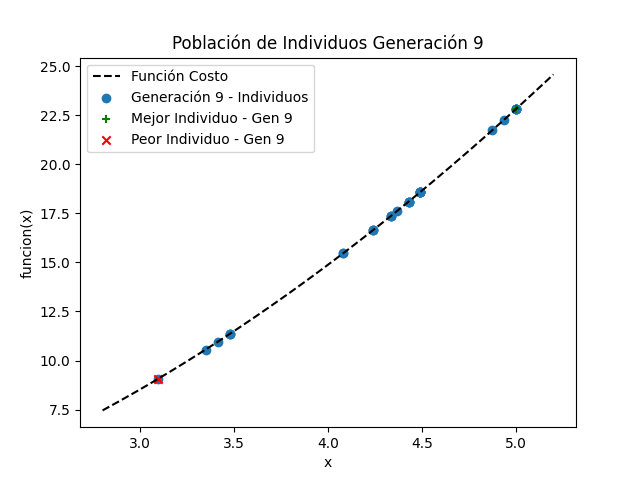 Población de Individuos Generación 9
25.0
22.5
20.0
17.5
15.0
12.5
10.0
7.5
funcion(x)
Función Costo
Generación 9 - Individuos
Mejor Individuo - Gen 9
Peor Individuo - Gen 9
3.0 3.5 4.0 4.5 5.0
x